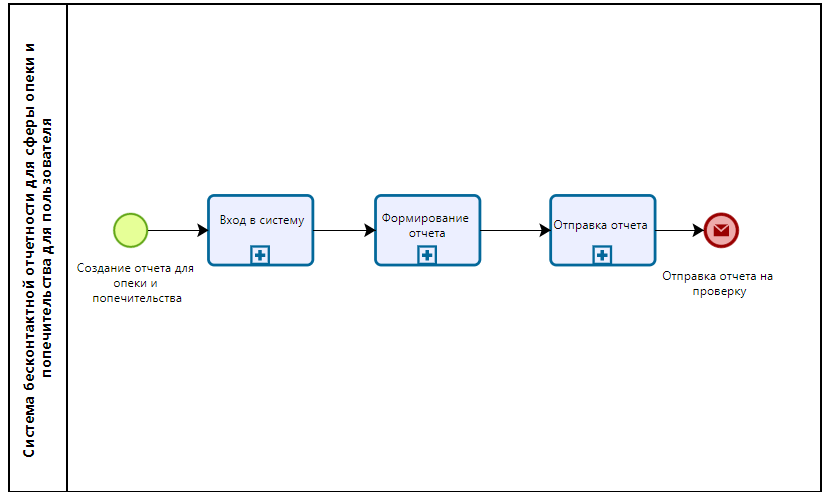 Система бесконтактной отчетности для сферы опеки и
попечительства для пользователя
Создание отчета для
опеки и
попечительства
Вход в систему
Формирование
отчета
Отправка отчета
Отправка отчета на
проверку